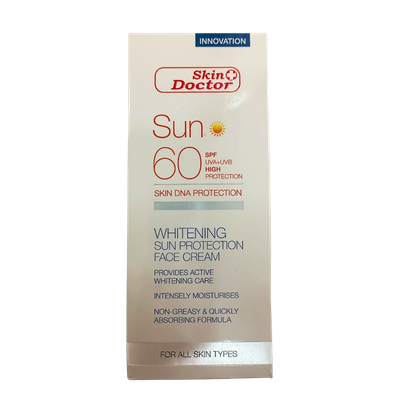 INNOVATION
Skin
Doctor
Sun
60
SPF
UVA+UVB
HIGH
PROTECTION
SKIN DNA PROTECTION
WHITENING
SUN PROTECTION
FACE CREAM
PROVIDES ACTIVE
WHITENING CARE
INTENSELY MOISTURISES
NON-GREASY & QUICKLY
ABSORBING FORMULA
FOR ALL SKIN TYPES